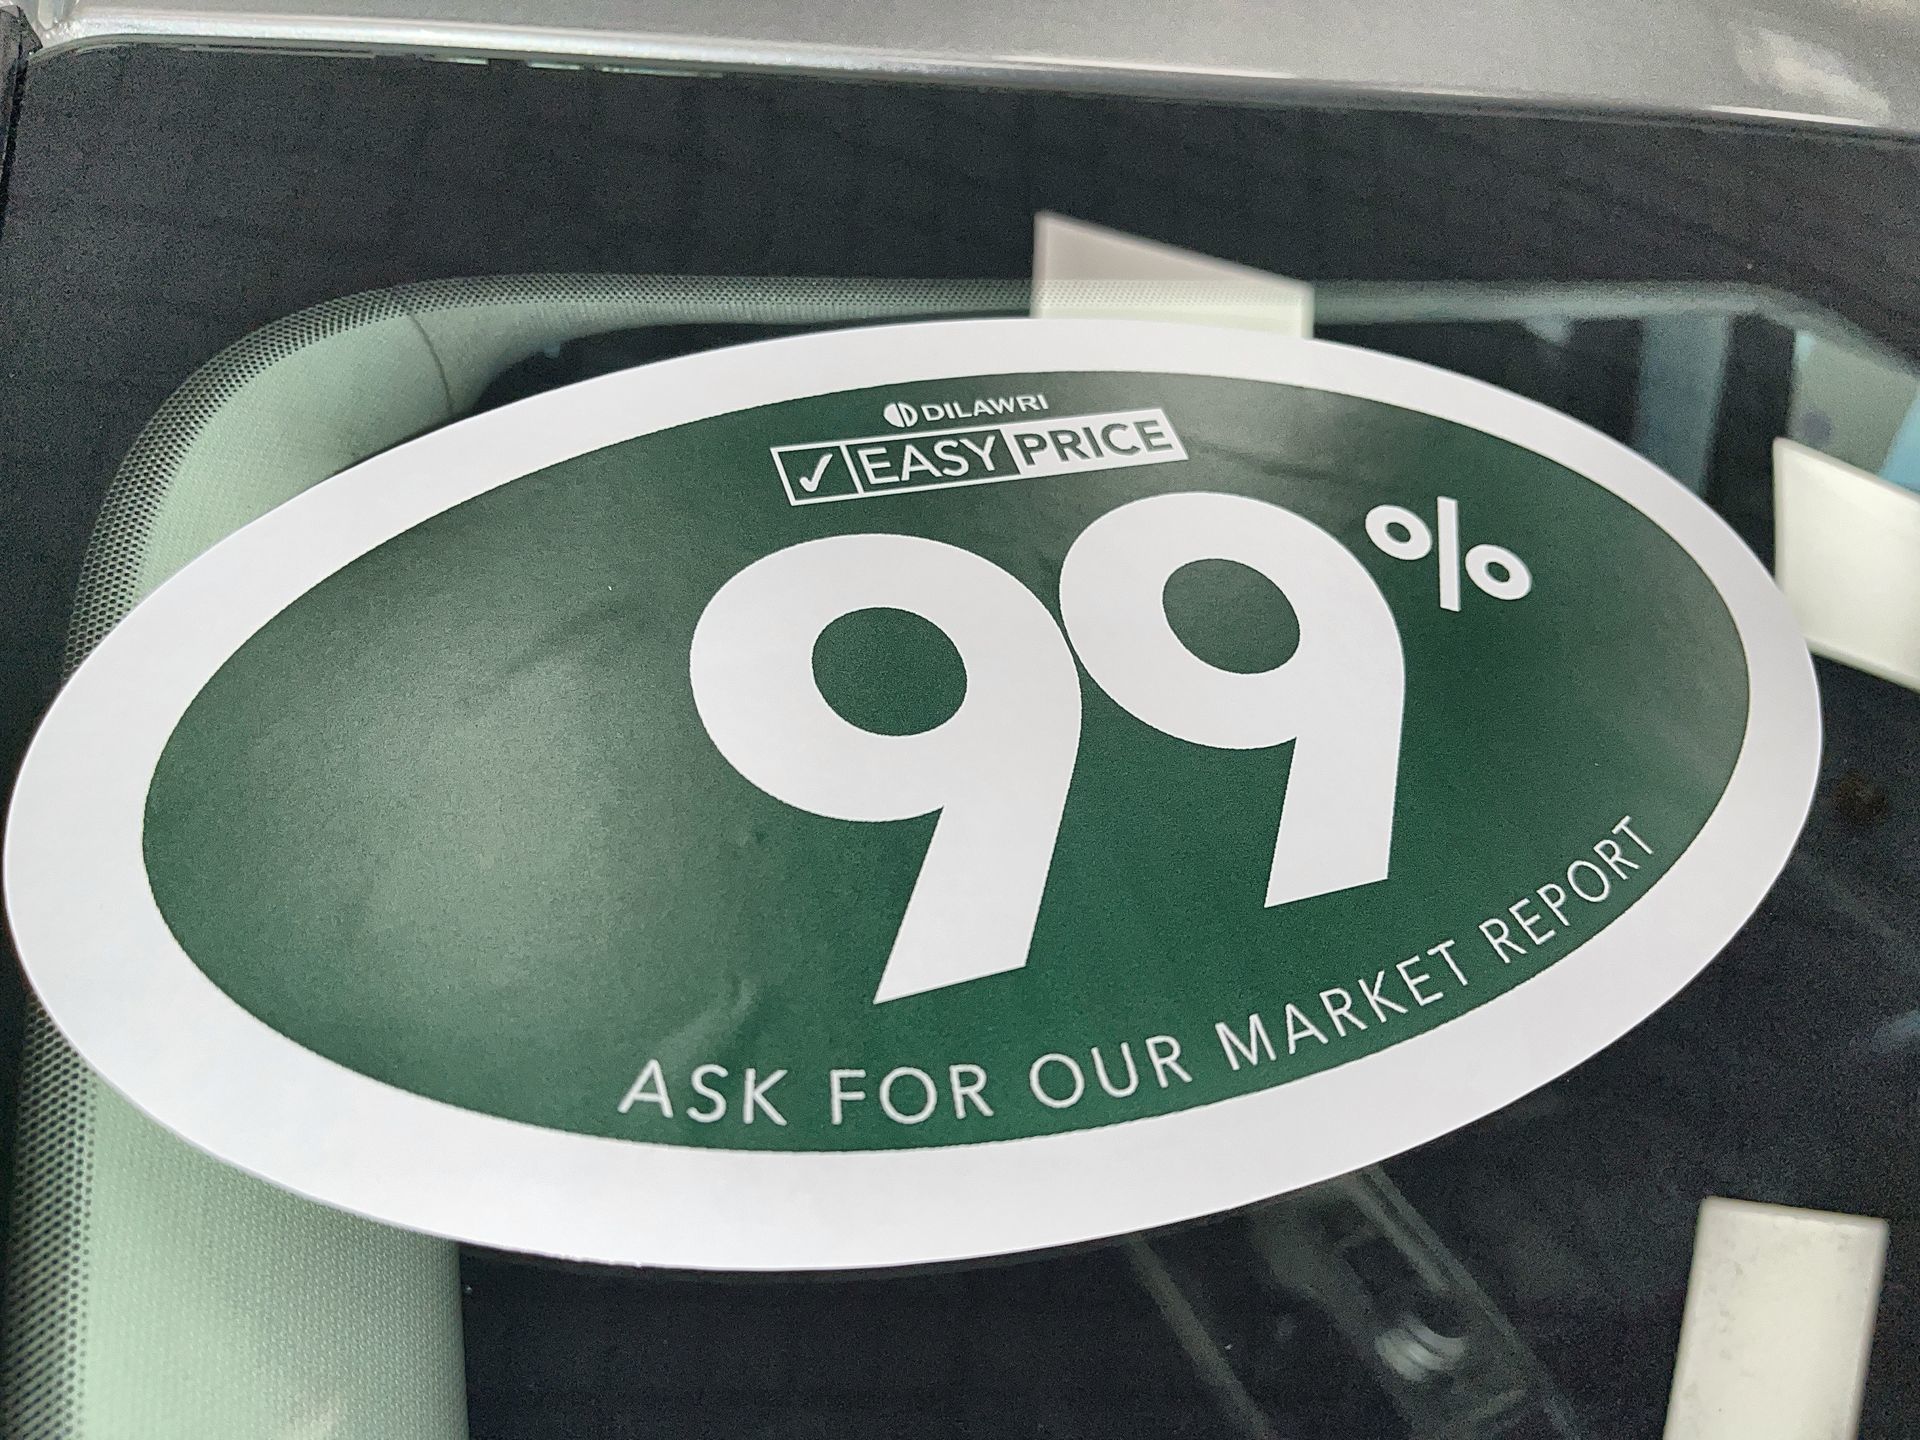 DILAWRI
✓ EASY PRICE
99%
ASK FOR OUR MARKET REPORT